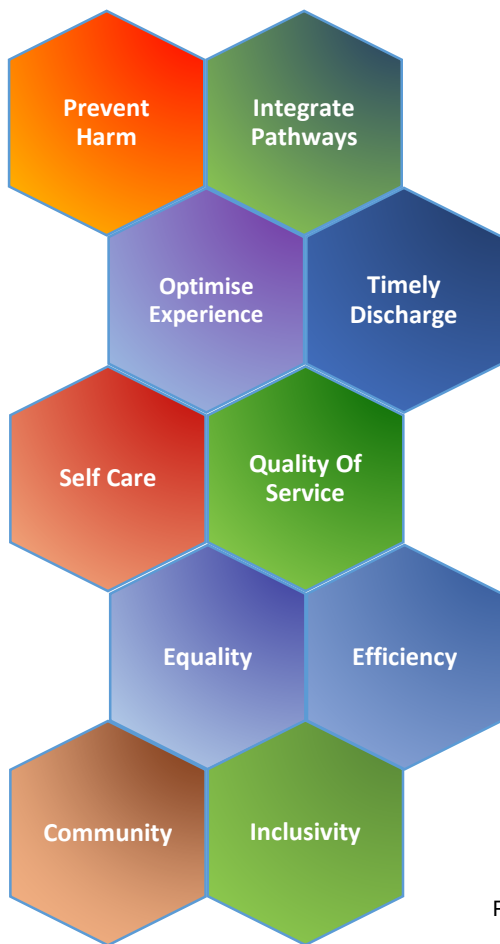 Prevent
Harm
Integrate
Pathways
Optimise
Experience
Timely
Discharge
Self Care
Quality Of
Service
Equality
Efficiency
Community
Inclusivity